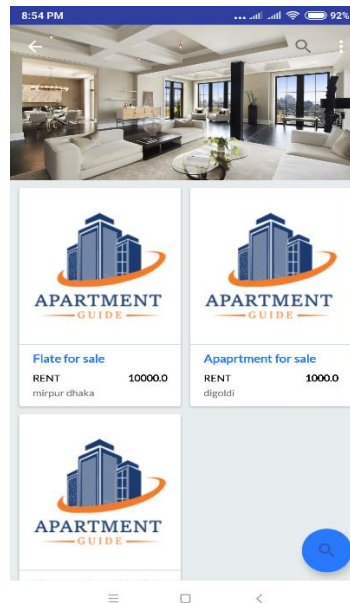 8:54 PM
92%
APARTMENT
GUIDE
APARTMENT
GUIDE
Flate for sale
Apaprtment for sale
RENT 10000.0
RENT 1000.0
mirpur dhaka
digoldi
APARTMENT
GUIDE